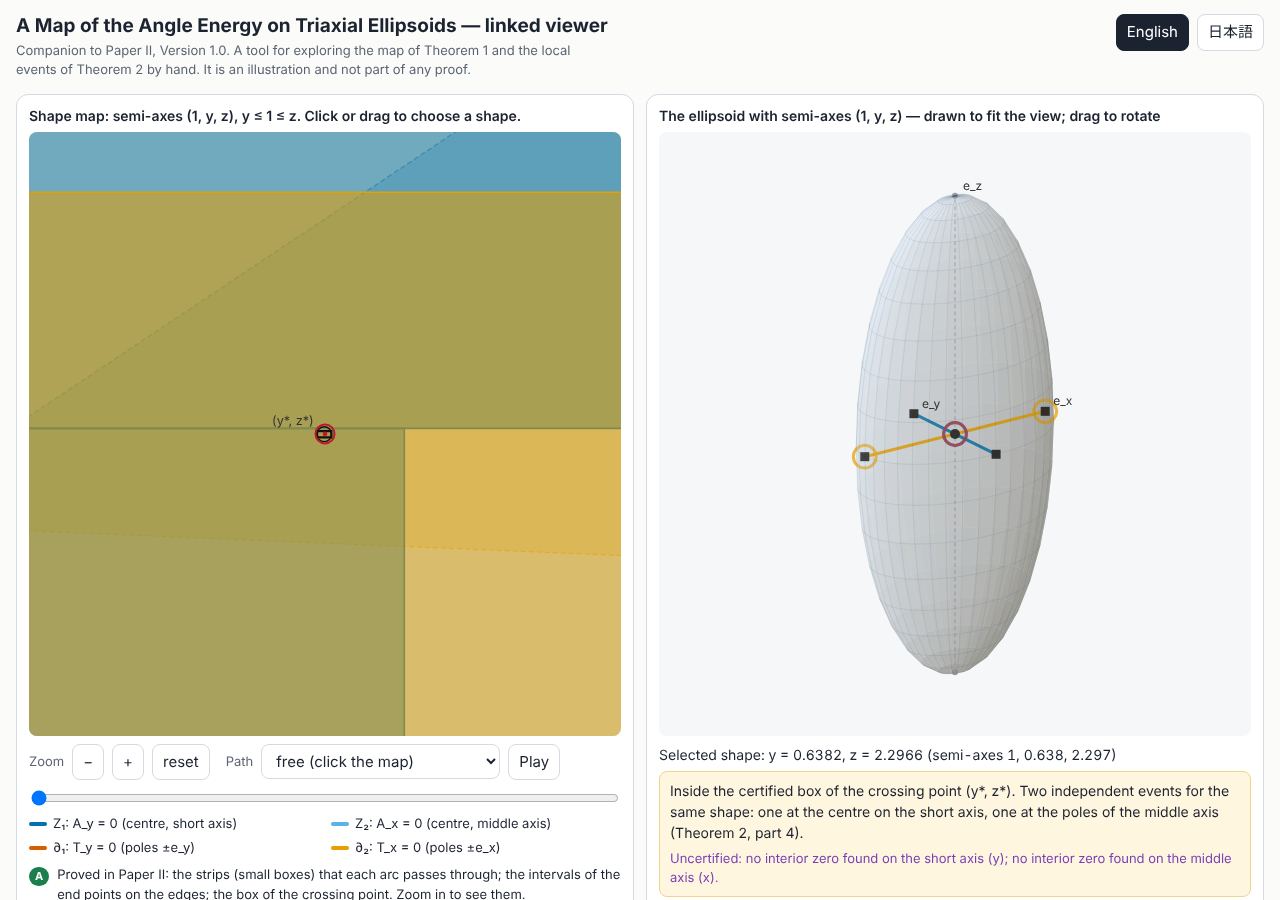 A Map of the Angle Energy on Triaxial Ellipsoids — linked viewer
Companion to Paper II, Version 1.0. A tool for exploring the map of Theorem 1 and the local
events of Theorem 2 by hand. It is an illustration and not part of any proof.
English
日本語
Shape map: semi-axes (1, y, z), y ≤ 1 ≤ z. Click or drag to choose a shape.
(y*, z*)
Zoom
−
+
reset
Path
free (click the map)
Play
Z₁: A_y = 0 (centre, short axis)
Z₂: A_x = 0 (centre, middle axis)
∂₁: T_y = 0 (poles ±e_y)
∂₂: T_x = 0 (poles ±e_x)
A
Proved in Paper II: the strips (small boxes) that each arc passes through; the intervals of the
end points on the edges; the box of the crossing point. Zoom in to see them.
The ellipsoid with semi-axes (1, y, z) — drawn to fit the view; drag to rotate
e_z
e_y
e_x
Selected shape: y = 0.6382, z = 2.2966 (semi-axes 1, 0.638, 2.297)
Inside the certified box of the crossing point (y*, z*). Two independent events for the
same shape: one at the centre on the short axis, one at the poles of the middle axis
(Theorem 2, part 4).
Uncertified: no interior zero found on the short axis (y); no interior zero found on the middle
axis (x).